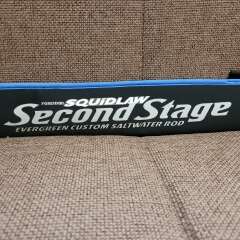 SQUIDLAW
Second Stage
EVERGREEN CUSTOM SALTWATER ROD